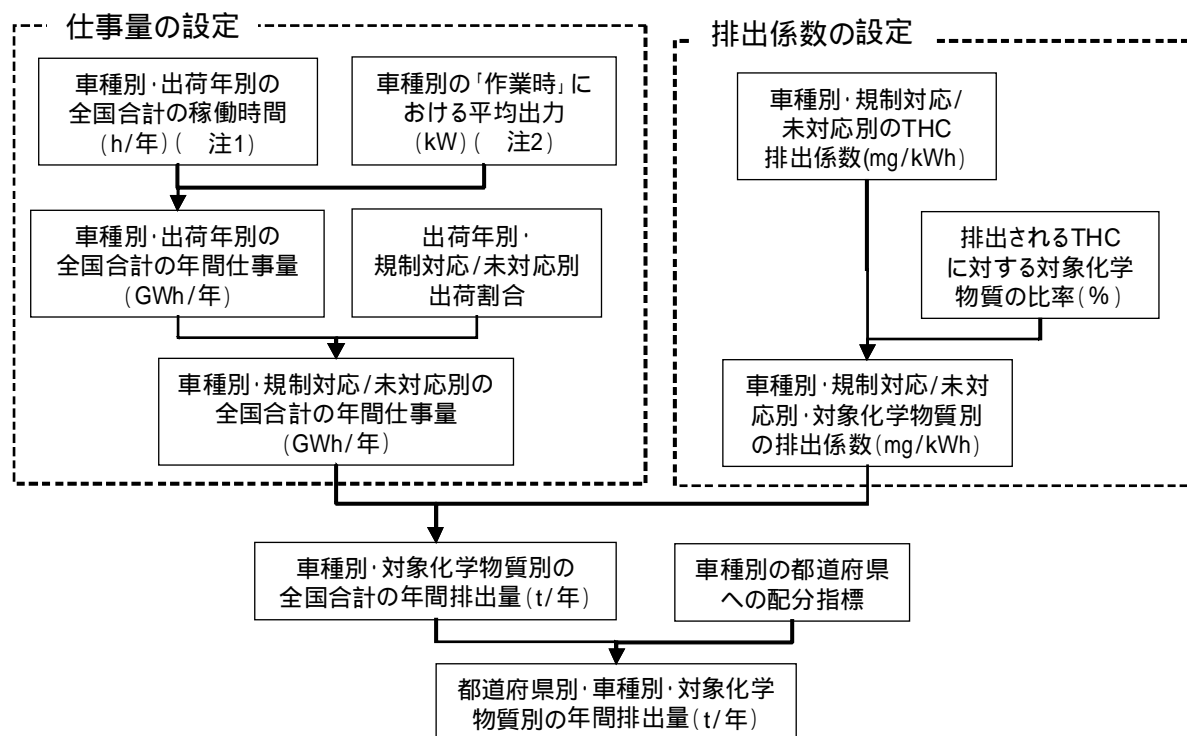 仕事量の設定
車種別・出荷年別の
全国合計の稼働時間
(h/年)( 注1)
車種別の「作業時」に
おける平均出力
(kW)( 注2)
車種別・出荷年別の
全国合計の年間仕事量
(GWh/年)
出荷年別・
規制対応/未対応別
出荷割合
車種別・規制対応/未対応別の
全国合計の年間仕事量
(GWh/年)
排出係数の設定
車種別・規制対応/
未対応別のTHC
排出係数(mg/kWh)
排出されるTHC
に対する対象化学
物質の比率(%)
車種別・規制対応/未対
応別・対象化学物質別
の排出係数(mg/kWh)
車種別・対象化学物質別の
全国合計の年間排出量(t/年)
車種別の都道府県
への配分指標
都道府県別・車種別・対象化学
物質別の年間排出量(t/年)